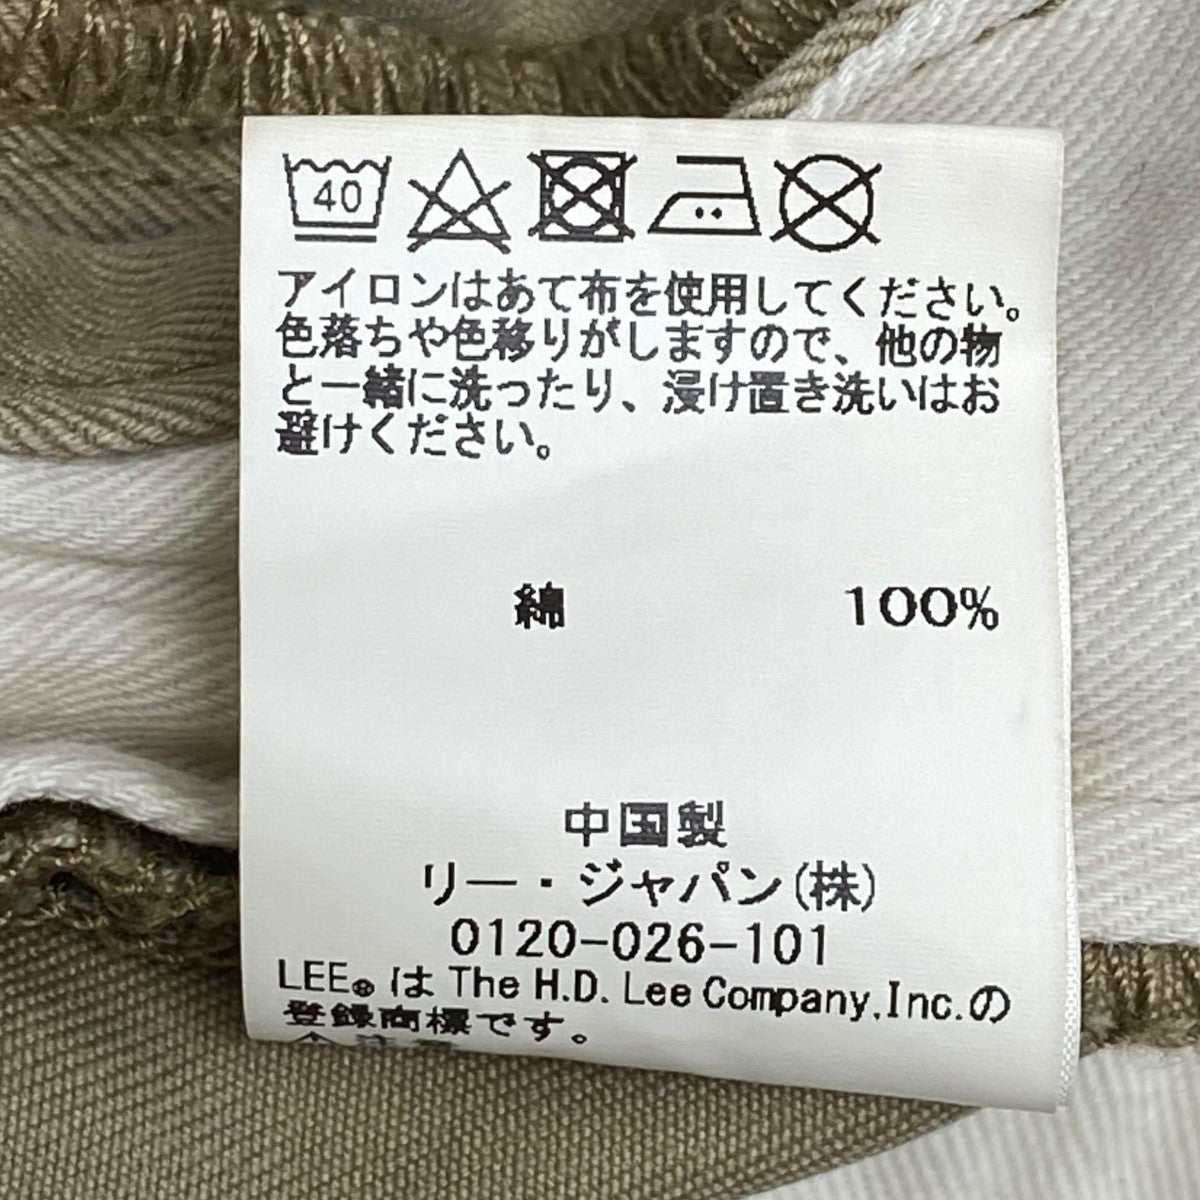 40
アイロンはあて布を使用してください。
色落ちや色移りがしますので、他の物
と一緒に洗ったり、浸け置き洗いはお
避けください。
綿 100%
中国製
リー・ジャパン(株)
0120-026-101
LEE® は The H.D. Lee Company,Inc.の
登録商標です。